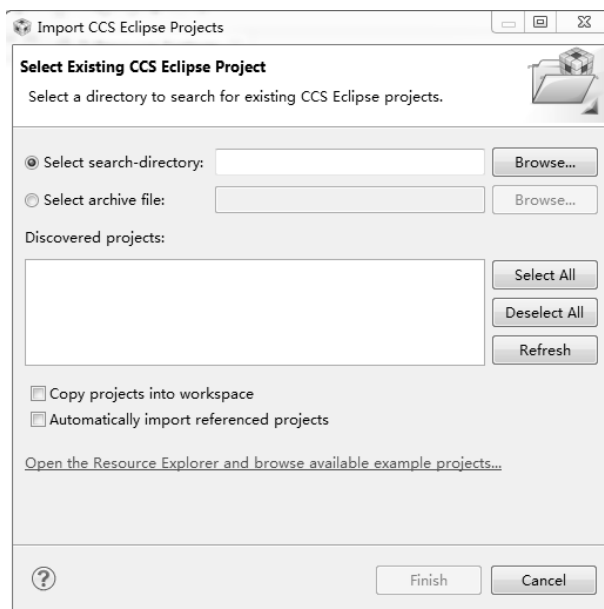 Import CCS Eclipse Projects
Select Existing CCS Eclipse Project
Select a directory to search for existing CCS Eclipse projects.
Select search-directory: Browse...
Select archive file: Browse...
Discovered projects:
Select All
Deselect All
Refresh
Copy projects into workspace
Automatically import referenced projects
Open the Resource Explorer and browse available example projects...
? Finish Cancel